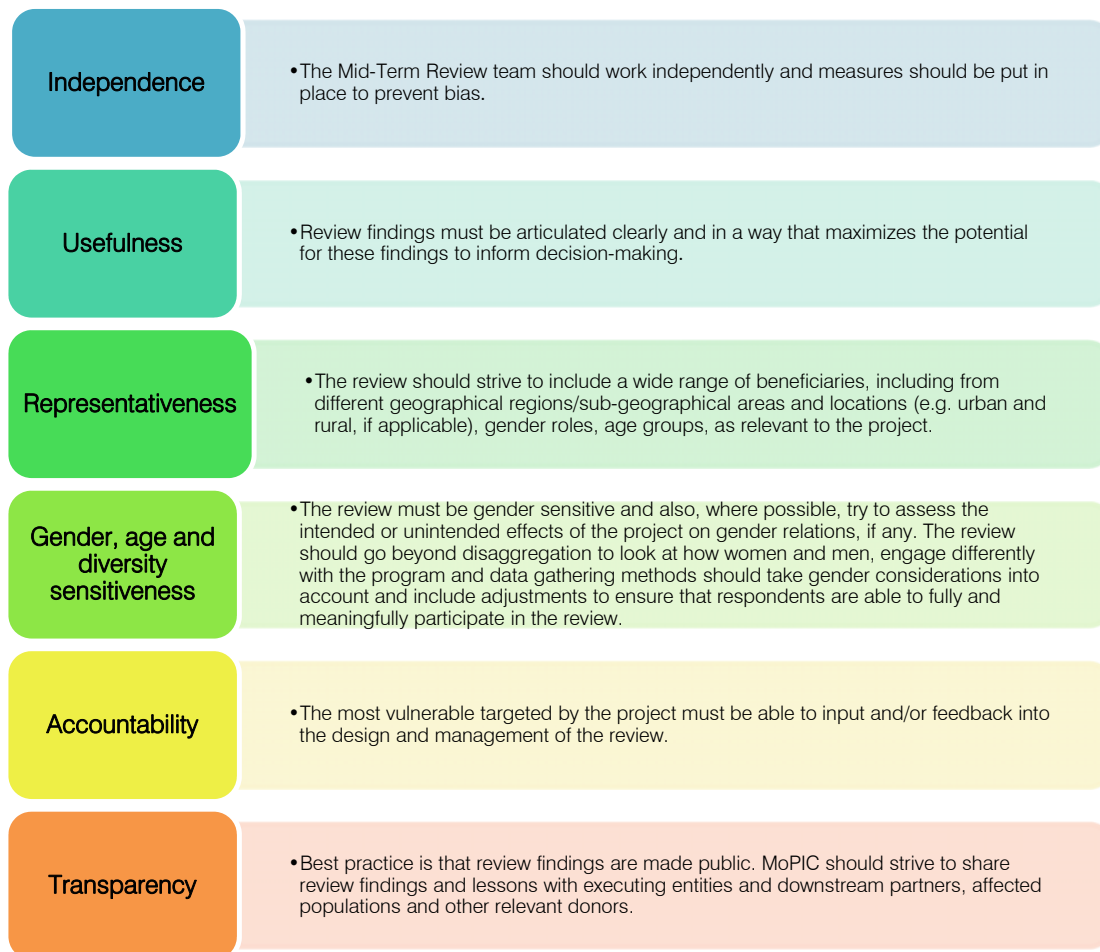 Independence
•The Mid-Term Review team should work independently and measures should be put in
place to prevent bias.
Usefulness
•Review findings must be articulated clearly and in a way that maximizes the potential
for these findings to inform decision-making.
Representativeness
•The review should strive to include a wide range of beneficiaries, including from
different geographical regions/sub-geographical areas and locations (e.g. urban and
rural, if applicable), gender roles, age groups, as relevant to the project.
Gender, age and
diversity
sensitiveness
•The review must be gender sensitive and also, where possible, try to assess the
intended or unintended effects of the project on gender relations, if any. The review
should go beyond disaggregation to look at how women and men, engage differently
with the program and data gathering methods should take gender considerations into
account and include adjustments to ensure that respondents are able to fully and
meaningfully participate in the review.
Accountability
•The most vulnerable targeted by the project must be able to input and/or feedback into
the design and management of the review.
Transparency
•Best practice is that review findings are made public. MoPIC should strive to share
review findings and lessons with executing entities and downstream partners, affected
populations and other relevant donors.